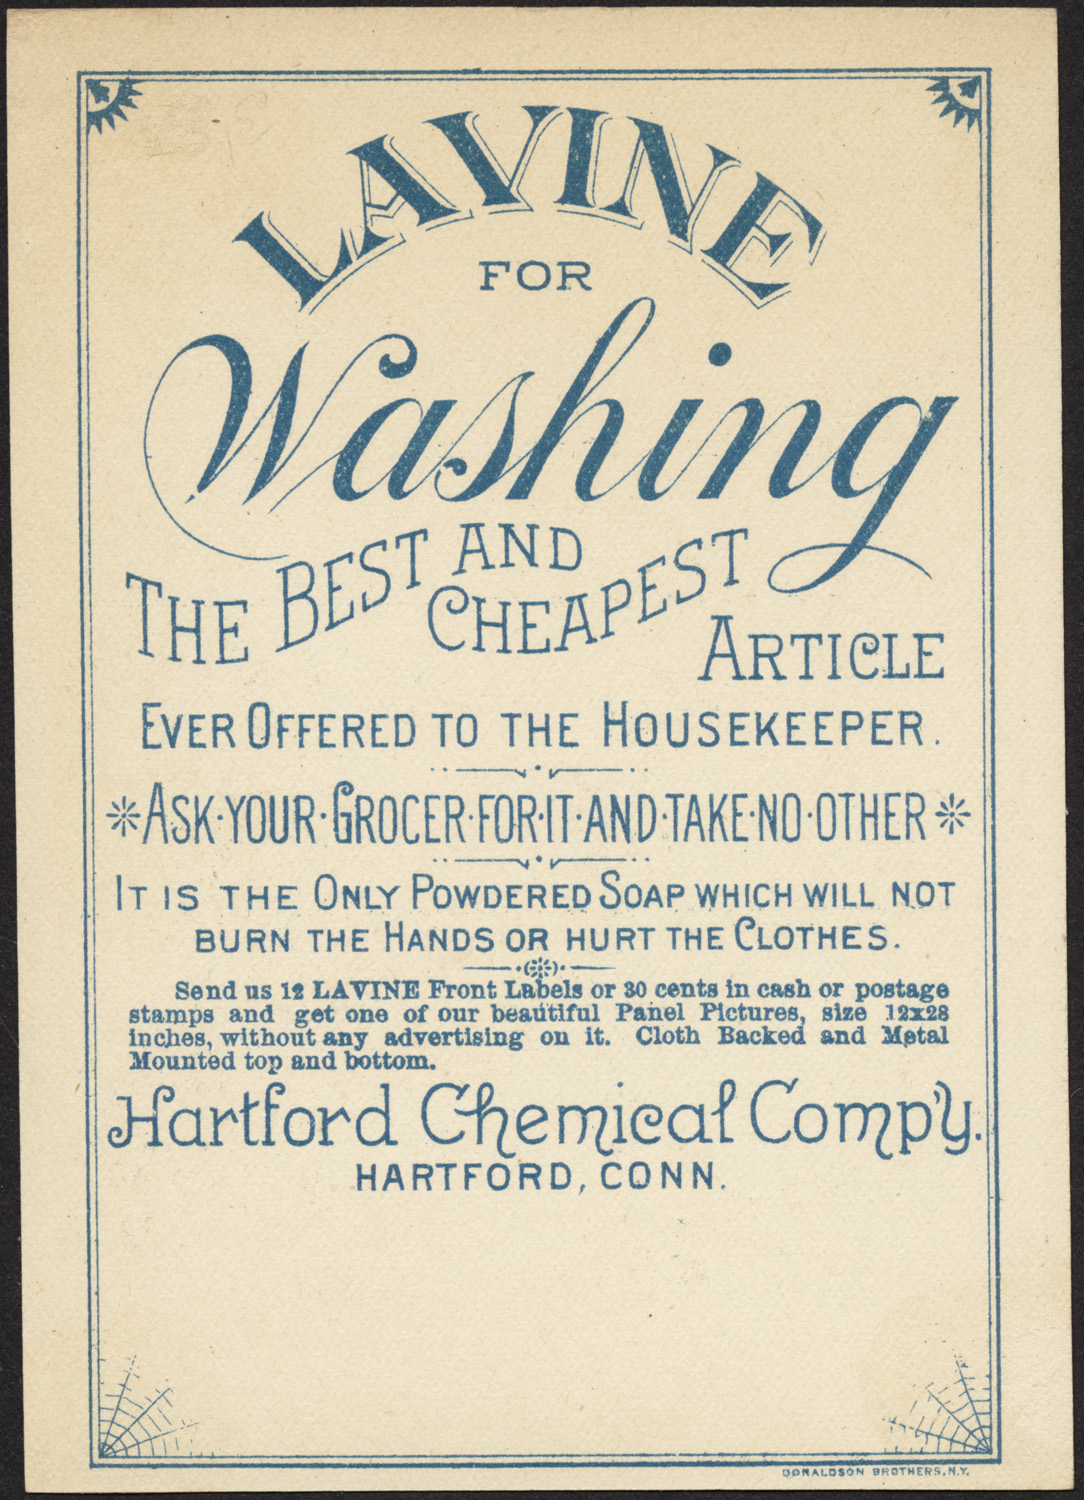 LAVINE
FOR
Washing
THE BEST AND
CHEAPEST
ARTICLE
EVER OFFERED TO THE HOUSEKEEPER.
ASK·YOUR·GROCER·FOR·IT·AND·TAKE·NO·OTHER
IT IS THE ONLY POWDERED SOAP WHICH WILL NOT
BURN THE HANDS OR HURT THE CLOTHES.
Send us 12 LAVINE Front Labels or 30 cents in cash or postage
stamps and get one of our beautiful Panel Pictures, size 12x28
inches, without any advertising on it. Cloth Backed and Metal
Mounted top and bottom.
Hartford Chemical Comp'y.
HARTFORD, CONN.
DONALDSON BROTHERS, N.Y.